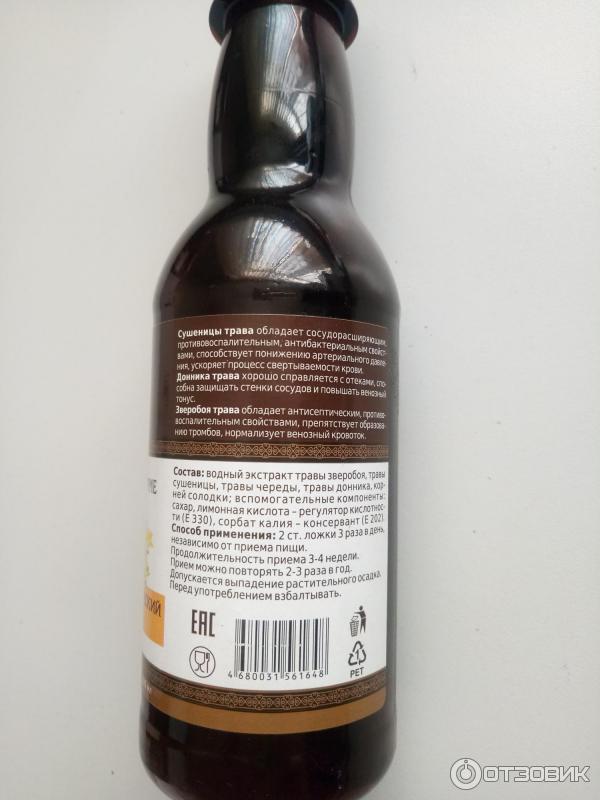 Сушеницы трава обладает сосудорасширяющим,
противовоспалительным, антибактериальным свойст-
вами, способствует понижению артериального давле-
ния, ускоряет процесс свертываемости крови.
Донника трава хорошо справляется с отеками, спо-
собна защищать стенки сосудов и повышать венозный
тонус.
Зверобоя трава обладает антисептическим, противо-
воспалительным свойствами, препятствует образова-
нию тромбов, нормализует венозный кровоток.
Состав: водный экстракт травы зверобоя, травы
сушеницы, травы череды, травы донника, кор-
ней солодки; вспомогательные компоненты:
сахар, лимонная кислота – регулятор кислотнос-
ти (Е 330), сорбат калия – консервант (Е 202).
Способ применения: 2 ст. ложки 3 раза в день,
независимо от приема пищи.
Продолжительность приема 3-4 недели.
Прием можно повторять 2-3 раза в год.
Допускается выпадение растительного осадка.
Перед употреблением взбалтывать.
ЕАС
4 680031 561648
1
PET
ОТЗОВИК